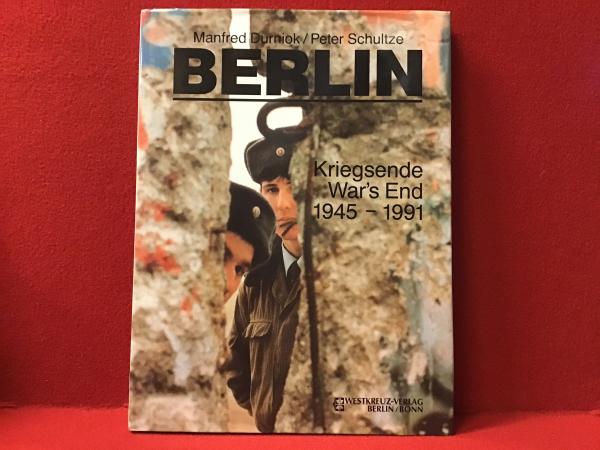 Manfred Durniok/Peter Schultze
BERLIN
Kriegsende
War's End
1945 – 1991
WESTKREUZ-VERLAG
BERLIN/BONN